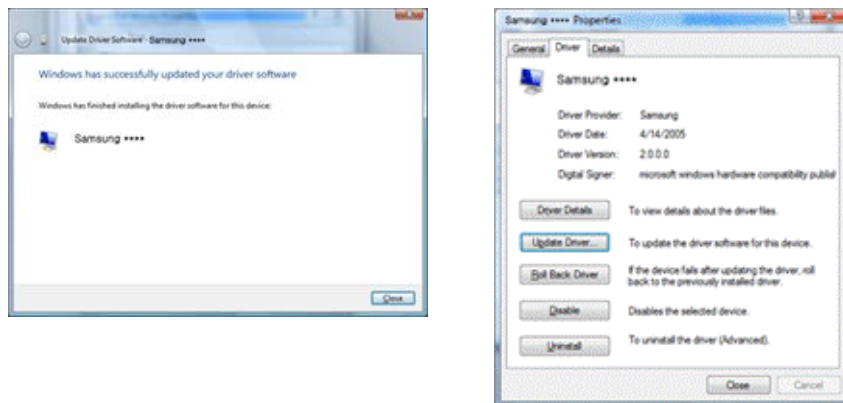 Update Driver Software - Samsung ****
Windows has successfully updated your driver software
Windows has finished installing the driver software for this device:
Samsung ****
Close
Samsung **** Properties
General Driver Details
Samsung ****
Driver Provider: Samsung
Driver Date: 4/14/2005
Driver Version: 2.0.0.0
Digital Signer: microsoft windows hardware compatibility publis
Driver Details To view details about the driver files.
Update Driver... To update the driver software for this device.
Roll Back Driver If the device fails after updating the driver, roll
back to the previously installed driver.
Disable Disables the selected device.
Uninstall To uninstall the driver (Advanced).
Close Cancel